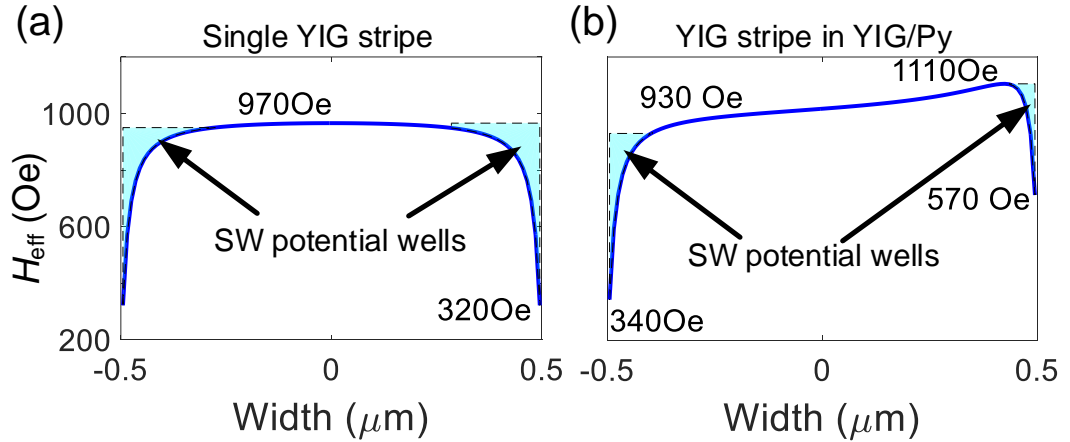 (a)
Single YIG stripe
(b)
YIG stripe in YIG/Py
H_eff (Oe)
1000
600
200
970Oe
SW potential wells
320Oe
-0.5
0
0.5
Width (μm)
930 Oe
1110Oe
570 Oe
SW potential wells
340Oe
-0.5
0
0.5
Width (μm)